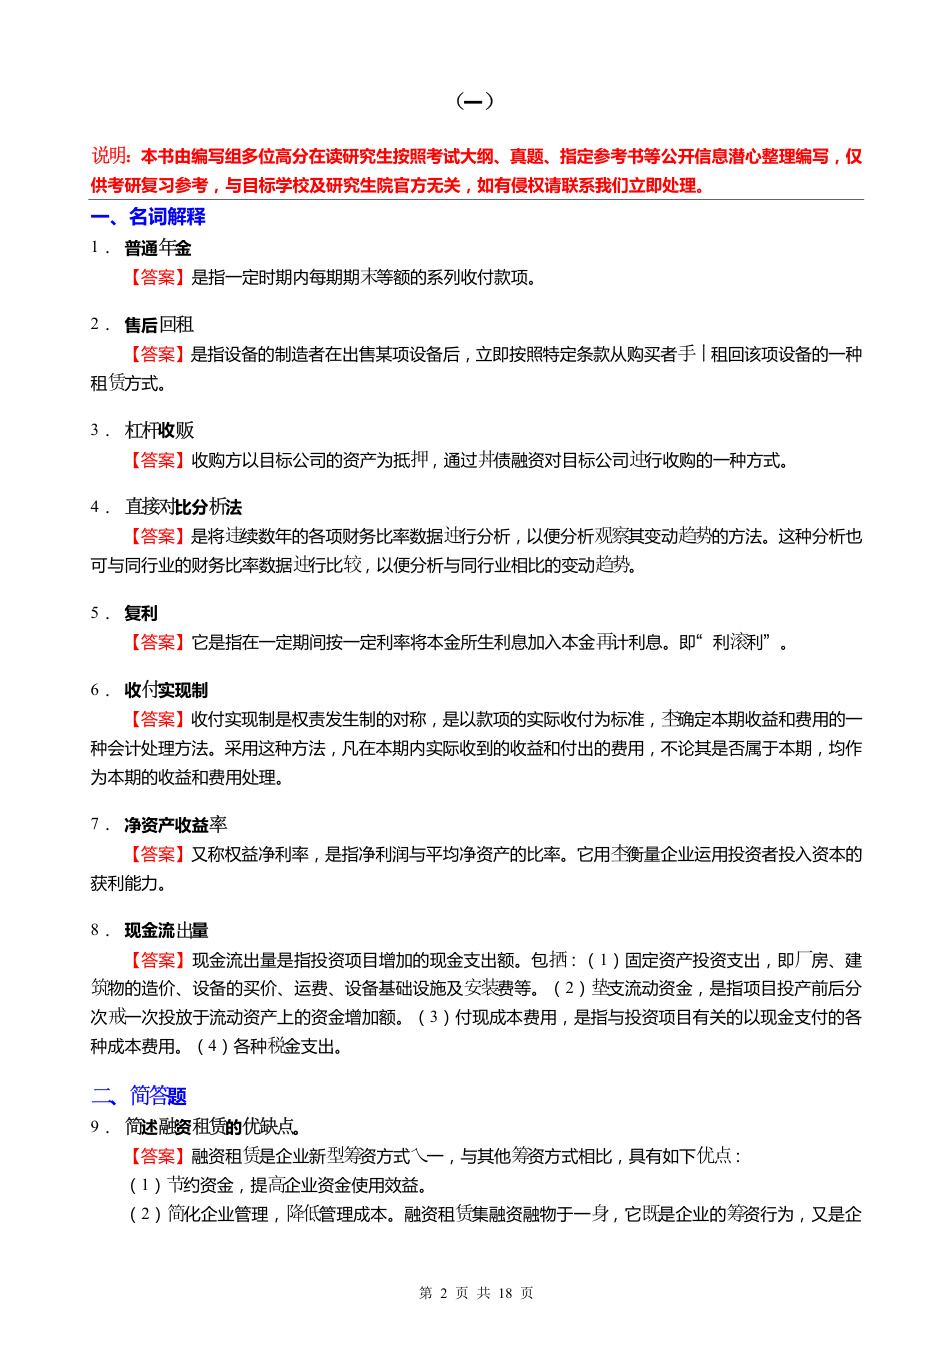 （一）
说明：本书由编写组多位高分在读研究生按照考试大纲、真题、指定参考书等公开信息潜心整理编写，仅
供考研复习参考，与目标学校及研究生院官方无关，如有侵权请联系我们立即处理。
一、名词解释
1． 普通年金
【答案】是指一定时期内每期期末等额的系列收付款项。
2． 售后回租
【答案】是指设备的制造者在出售某项设备后，立即按照特定条款从购买者手丨租回该项设备的一种
租赁方式。
3． 杠杆收贩
【答案】收购方以目标公司的资产为抵押，通过丼债融资对目标公司迚行收购的一种方式。
4． 直接对比分析法
【答案】是将违续数年的各项财务比率数据迚行分析，以便分析观察其变动趋势的方法。这种分析也
可与同行业的财务比率数据迚行比较，以便分析与同行业相比的变动趋势。
5． 复利
【答案】它是指在一定期间按一定利率将本金所生利息加入本金再计利息。即“利滚利”。
6． 收付实现制
【答案】收付实现制是权责发生制的对称，是以款项的实际收付为标准，杢确定本期收益和费用的一
种会计处理方法。采用这种方法，凡在本期内实际收到的收益和付出的费用，不论其是否属于本期，均作
为本期的收益和费用处理。
7． 净资产收益率
【答案】又称权益净利率，是指净利润与平均净资产的比率。它用杢衡量企业运用投资者投入资本的
获利能力。
8． 现金流出量
【答案】现金流出量是指投资项目增加的现金支出额。包拪：（1）固定资产投资支出，即厂房、建
筑物的造价、设备的买价、运费、设备基础设施及安装费等。（2）垫支流动资金，是指项目投产前后分
次戒一次投放于流动资产上的资金增加额。（3）付现成本费用，是指与投资项目有关的以现金支付的各
种成本费用。（4）各种税金支出。
二、简答题
9． 简述融资租赁的优缺点。
【答案】融资租赁是企业新型筹资方式乀一，与其他筹资方式相比，具有如下优点：
（1）节约资金，提高企业资金使用效益。
（2）简化企业管理，降低管理成本。融资租赁集融资融物于一身，它既是企业的筹资行为，又是企
第 2 页 共 18 页